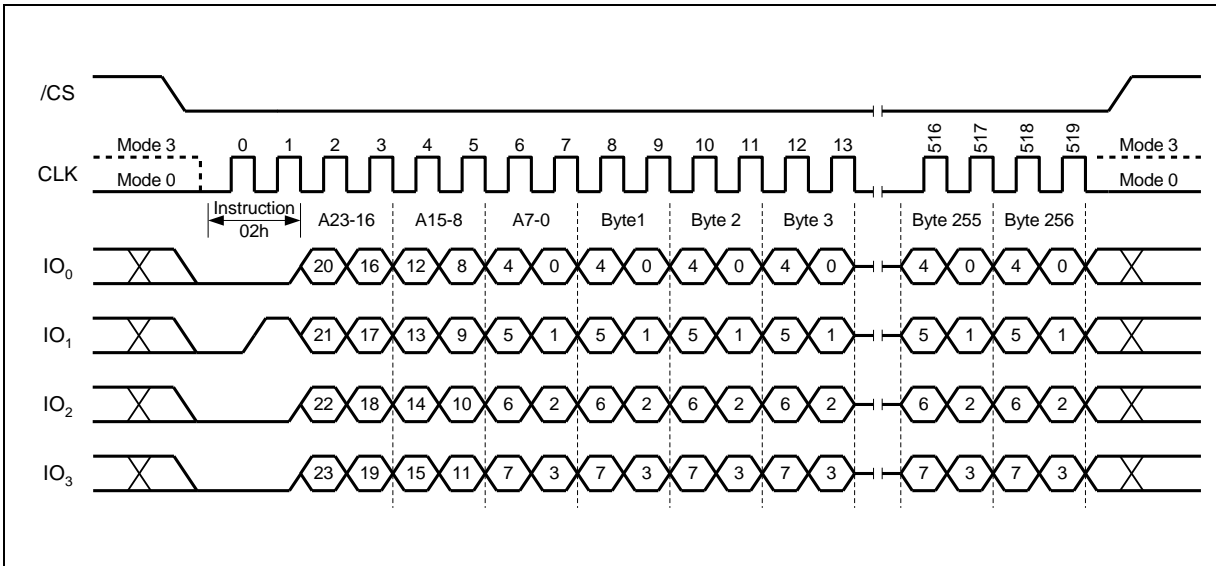 /CS
Mode 3 0 1 2 3 4 5 6 7 8 9 10 11 12 13 516 517 518 519 Mode 3
CLK
Mode 0 Mode 0
Instruction
02h
A23-16 A15-8 A7-0 Byte1 Byte 2 Byte 3 Byte 255 Byte 256
IO0 20 16 12 8 4 0 4 0 4 0 4 0 4 0 4 0
IO1 21 17 13 9 5 1 5 1 5 1 5 1 5 1 5 1
IO2 22 18 14 10 6 2 6 2 6 2 6 2 6 2 6 2
IO3 23 19 15 11 7 3 7 3 7 3 7 3 7 3 7 3